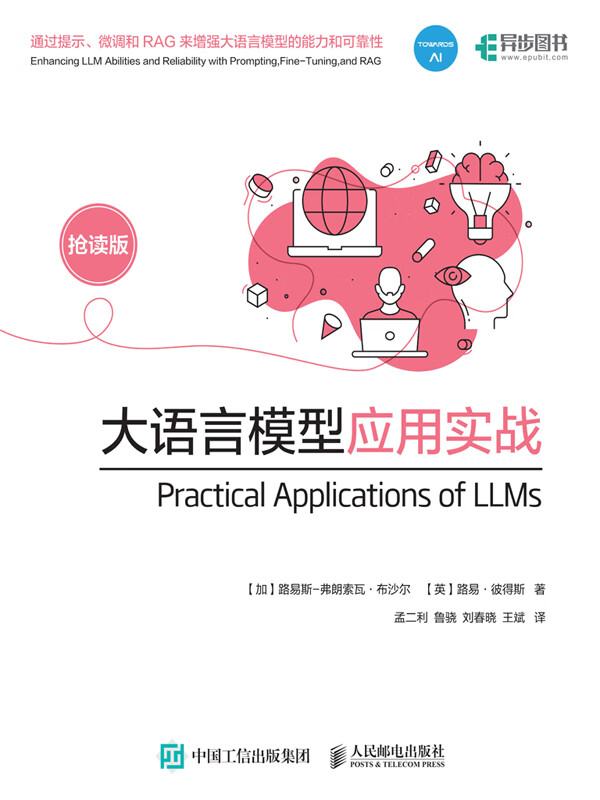 通过提示、微调和 RAG 来增强大语言模型的能力和可靠性
Enhancing LLM Abilities and Reliability with Prompting,Fine-Tuning,and RAG
TOWARDS
AI
异步图书
www.epubit.com
抢读版
大语言模型应用实战
Practical Applications of LLMs
【加】路易斯-弗朗索瓦·布沙尔 【英】路易·彼得斯 著
孟二利 鲁骁 刘春晓 王斌 译
中国工信出版集团
人民邮电出版社
POSTS & TELECOM PRESS